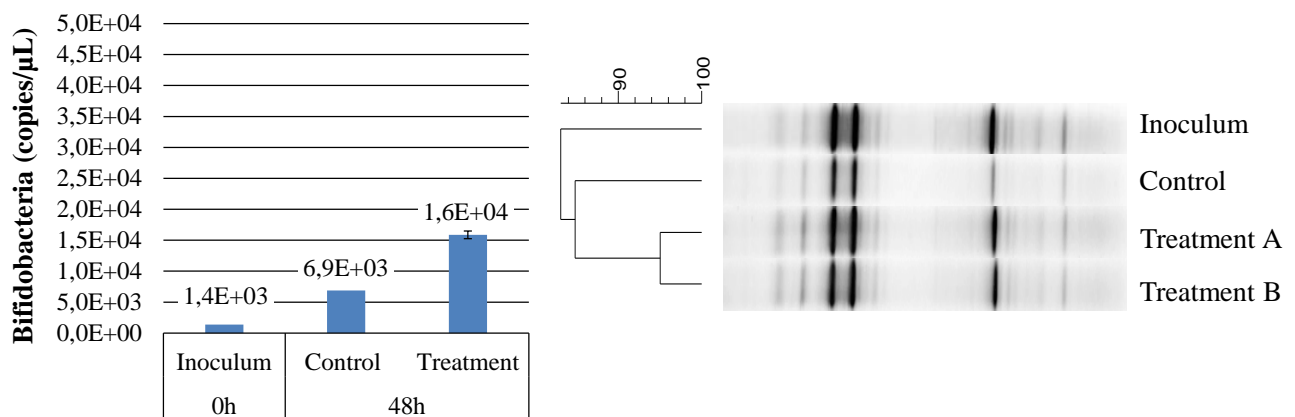 Bifidobacteria (copies/µL)
5,0E+04
4,5E+04
4,0E+04
3,5E+04
3,0E+04
2,5E+04
2,0E+04
1,5E+04
1,0E+04
5,0E+03
0,0E+00
1,4E+03
6,9E+03
1,6E+04
Inoculum Control Treatment
0h 48h
90 100
Inoculum
Control
Treatment A
Treatment B